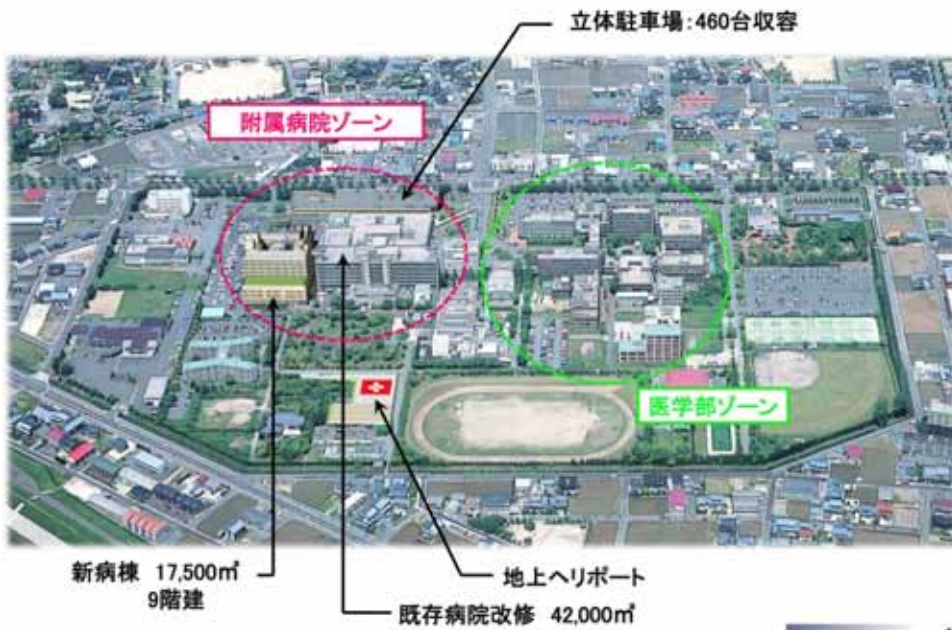 立体駐車場：460台収容
附属病院ゾーン
医学部ゾーン
新病棟 17,500㎡
9階建
地上ヘリポート
既存病院改修 42,000㎡